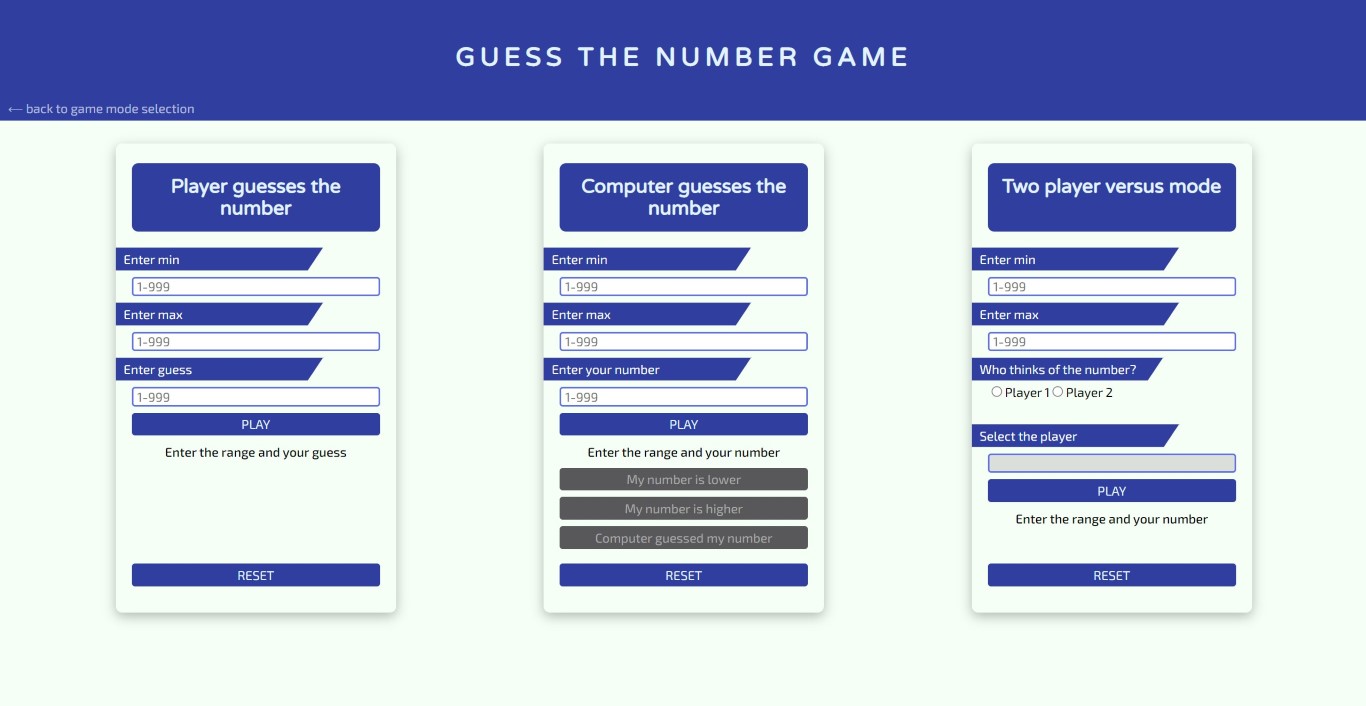 GUESS THE NUMBER GAME
← back to game mode selection
Player guesses the
number
Enter min
1-999
Enter max
1-999
Enter guess
1-999
PLAY
Enter the range and your guess
RESET
Computer guesses the
number
Enter min
1-999
Enter max
1-999
Enter your number
1-999
PLAY
Enter the range and your number
My number is lower
My number is higher
Computer guessed my number
RESET
Two player versus mode
Enter min
1-999
Enter max
1-999
Who thinks of the number?
Player 1 Player 2
Select the player
PLAY
Enter the range and your number
RESET